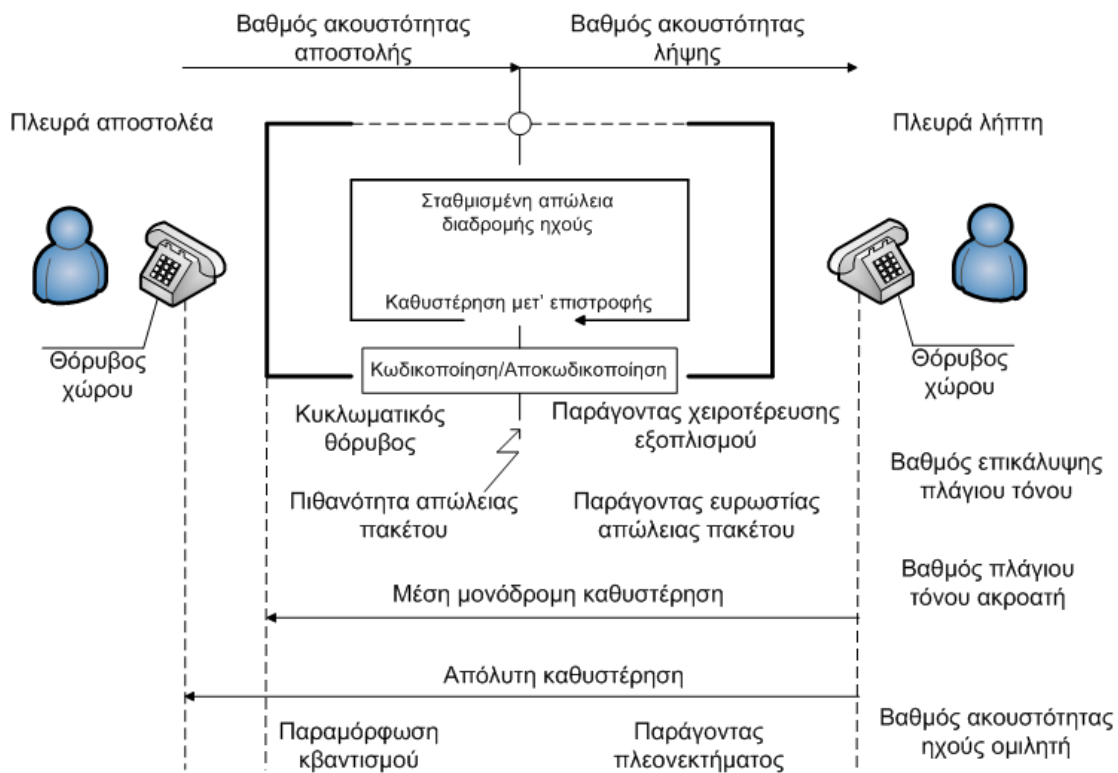 Βαθμός ακουστότητας
αποστολής
Βαθμός ακουστότητας
λήψης
Πλευρά αποστολέα
Πλευρά λήπτη
Σταθμισμένη απώλεια
διαδρομής ηχούς
Καθυστέρηση μετ' επιστροφής
Θόρυβος
χώρου
Κωδικοποίηση/Αποκωδικοποίηση
Θόρυβος
χώρου
Κυκλωματικός
θόρυβος
Παράγοντας χειροτέρευσης
εξοπλισμού
Βαθμός επικάλυψης
πλάγιου τόνου
Πιθανότητα απώλειας
πακέτου
Παράγοντας ευρωστίας
απώλειας πακέτου
Βαθμός πλάγιου
τόνου ακροατή
Μέση μονόδρομη καθυστέρηση
Απόλυτη καθυστέρηση
Παραμόρφωση
κβαντισμού
Παράγοντας
πλεονεκτήματος
Βαθμός ακουστότητας
ηχούς ομιλητή